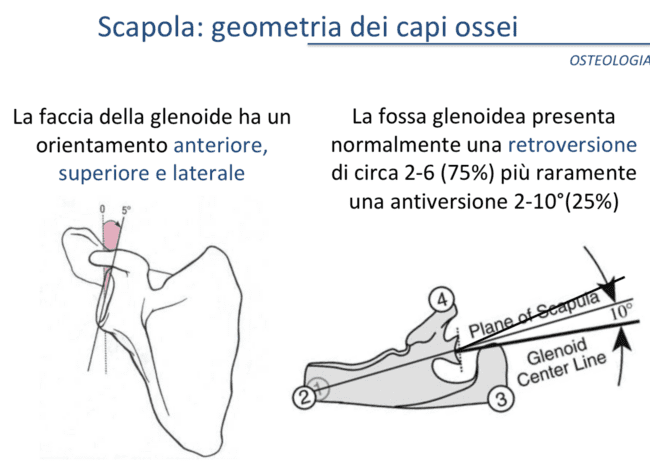 Scapola: geometria dei capi ossei
OSTEOLOGIA
La faccia della glenoide ha un
orientamento anteriore,
superiore e laterale
La fossa glenoidea presenta
normalmente una retroversione
di circa 2-6 (75%) più raramente
una antiversione 2-10°(25%)
0 5°
4
Plane of Scapula
10°
Glenoid
Center Line
2 1
3